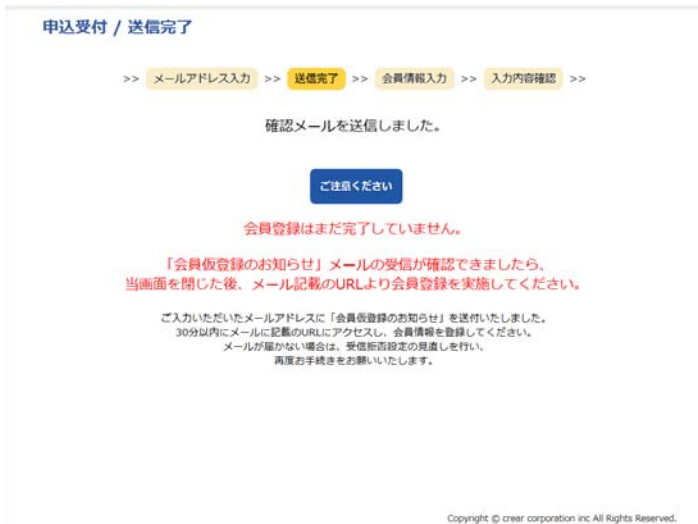 申込受付 / 送信完了
>> メールアドレス入力 >> 送信完了 >> 会員情報入力 >> 入力内容確認 >>
確認メールを送信しました。
ご注意ください
会員登録はまだ完了していません。
「会員仮登録のお知らせ」メールの受信が確認できましたら、
当画面を閉じた後、メール記載のURLより会員登録を実施してください。
ご入力いただいたメールアドレスに「会員仮登録のお知らせ」を送付いたしました。
30分以内にメールに記載のURLにアクセスし、会員情報を登録してください。
メールが届かない場合は、受信拒否設定の見直しを行い、
再度お手続きをお願いいたします。
Copyright © crear corporation inc All Rights Reserved.